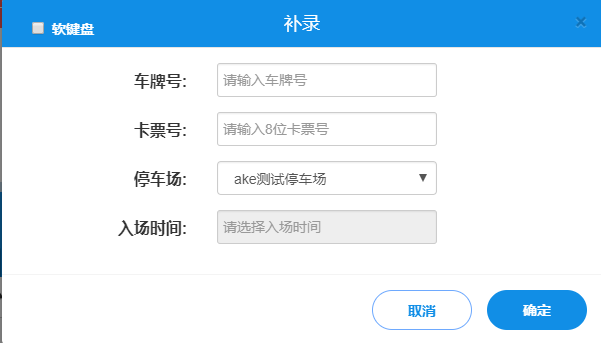 软键盘
补录
×
车牌号:
请输入车牌号
卡票号:
请输入8位卡票号
停车场:
ake测试停车场
入场时间:
请选择入场时间
取消
确定